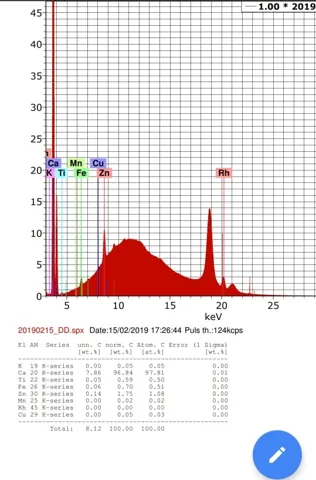 1.00 * 2019
45
40
35
30
25
20
15
10
5
0
Ca Mn Cu
K Ti Fe Zn Rh
5 10 15 20 25
keV
20190215_DD.spx Date:15/02/2019 17:26:44 Puls th.:124kcps
El AN Series unn. C norm. C Atom. C Error (1 Sigma)
[wt.%] [wt.%] [at.%] [wt.%]
K 19 K-series 0.00 0.05 0.05 0.00
Ca 20 K-series 7.86 96.84 97.81 0.01
Ti 22 K-series 0.05 0.59 0.50 0.00
Fe 26 K-series 0.06 0.70 0.51 0.00
Zn 30 K-series 0.14 1.75 1.08 0.00
Mn 25 K-series 0.00 0.02 0.02 0.00
Rh 45 K-series 0.00 0.00 0.00 0.00
Cu 29 K-series 0.00 0.05 0.03 0.00
Total: 8.12 100.00 100.00